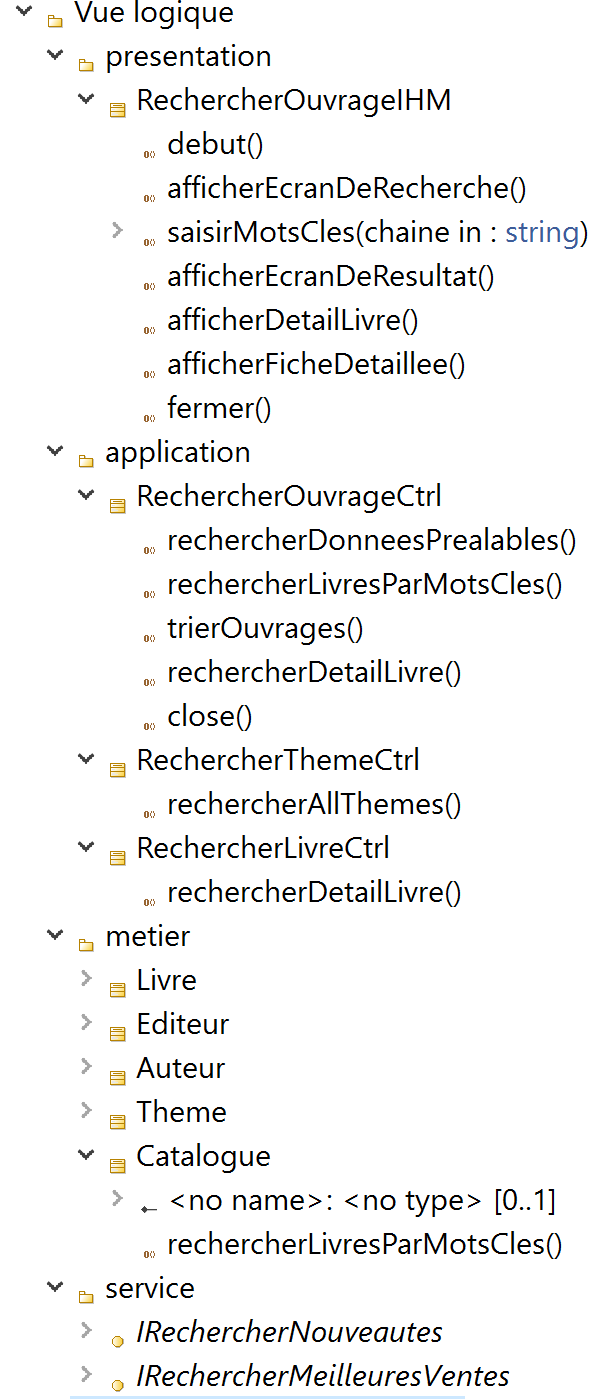 Vue logique
presentation
RechercherOuvrageIHM
debut()
afficherEcranDeRecherche()
saisirMotsCles(chaine in : string)
afficherEcranDeResultat()
afficherDetailLivre()
afficherFicheDetaillee()
fermer()
application
RechercherOuvrageCtrl
rechercherDonneesPrealables()
rechercherLivresParMotsCles()
trierOuvrages()
rechercherDetailLivre()
close()
RechercherThemeCtrl
rechercherAllThemes()
RechercherLivreCtrl
rechercherDetailLivre()
metier
Livre
Editeur
Auteur
Theme
Catalogue
<no name>: <no type> [0..1]
rechercherLivresParMotsCles()
service
IRechercherNouveautes
IRechercherMeilleuresVentes